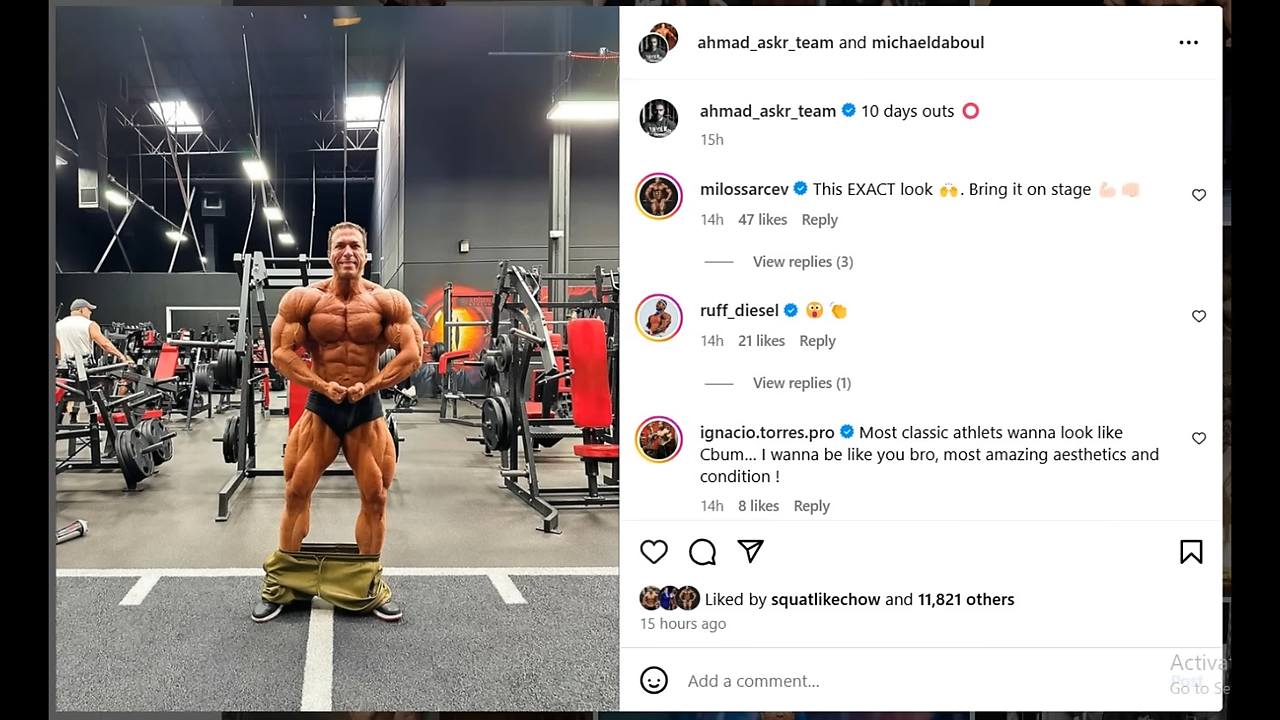 ahmad_askr_team and michaeldaboul
ahmad_askr_team 10 days outs ⭕
15h
milossarcev This EXACT look 🙌. Bring it on stage 💪🏻👊🏻
14h 47 likes Reply
View replies (3)
ruff_diesel 😲 👏
14h 21 likes Reply
View replies (1)
ignacio.torres.pro Most classic athlets wanna look like
Cbum... I wanna be like you bro, most amazing aesthetics and
condition !
14h 8 likes Reply
Liked by squatlikechow and 11,821 others
15 hours ago
Add a comment...
Post
Activa
Go to Se